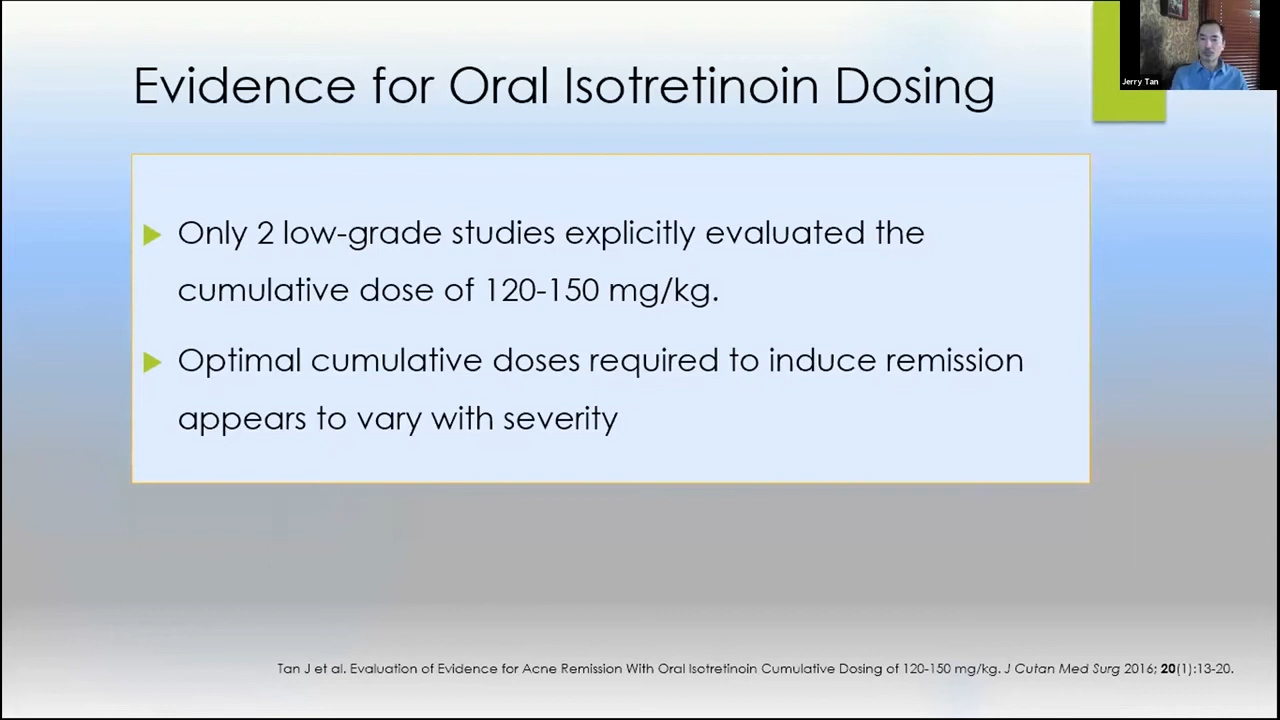 Jerry Tan
Evidence for Oral Isotretinoin Dosing
Only 2 low-grade studies explicitly evaluated the
cumulative dose of 120-150 mg/kg.
Optimal cumulative doses required to induce remission
appears to vary with severity
Tan J et al. Evaluation of Evidence for Acne Remission With Oral Isotretinoin Cumulative Dosing of 120-150 mg/kg. J Cutan Med Surg 2016; 20(1):13-20.